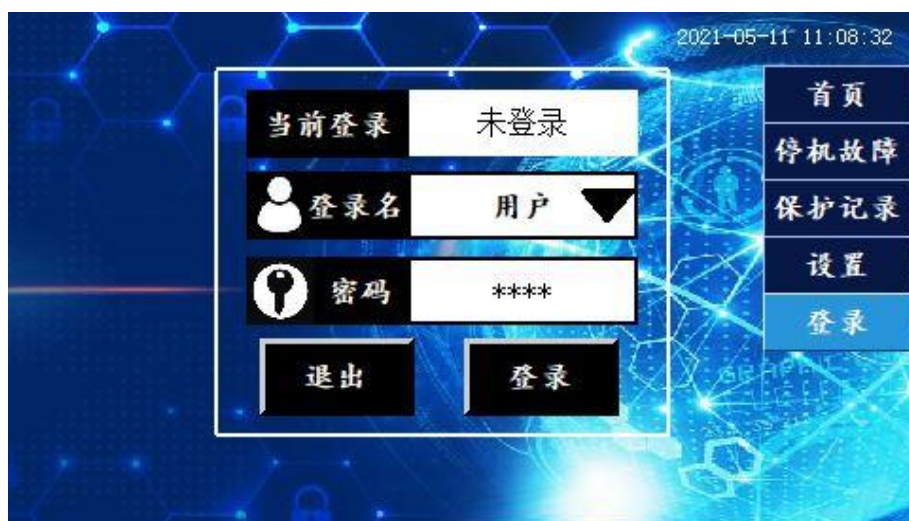 2021-05-11 11:08:32
当前登录 未登录
登录名 用户
密码 ****
退出 登录
首页
停机故障
保护记录
设置
登录